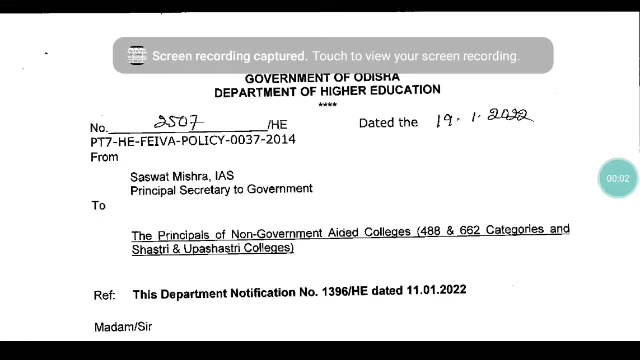 Screen recording captured. Touch to view your screen recording.
GOVERNMENT OF ODISHA
DEPARTMENT OF HIGHER EDUCATION
****
No. 2507 /HE Dated the 19.1.2022
PT7-HE-FEIVA-POLICY-0037-2014
From
Saswat Mishra, IAS
Principal Secretary to Government
00:02
To
The Principals of Non-Government Aided Colleges (488 & 662 Categories and
Shastri & Upashastri Colleges)
Ref: This Department Notification No. 1396/HE dated 11.01.2022
Madam/Sir